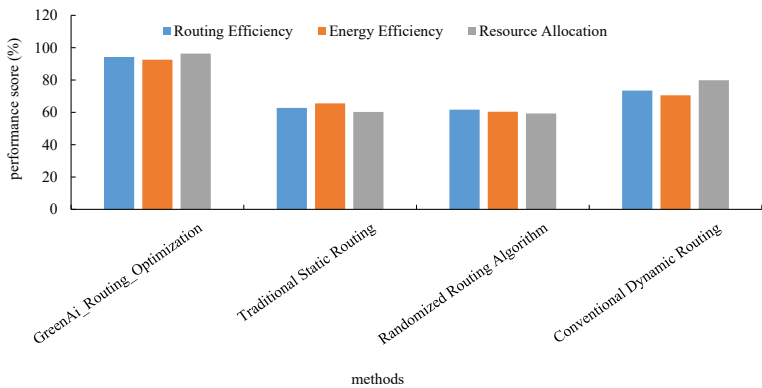 performance score (%)
120
100
80
60
40
20
0
Routing Efficiency Energy Efficiency Resource Allocation
GreenAi_Routing_Optimization
Traditional Static Routing
Randomized Routing Algorithm
Conventional Dynamic Routing
methods